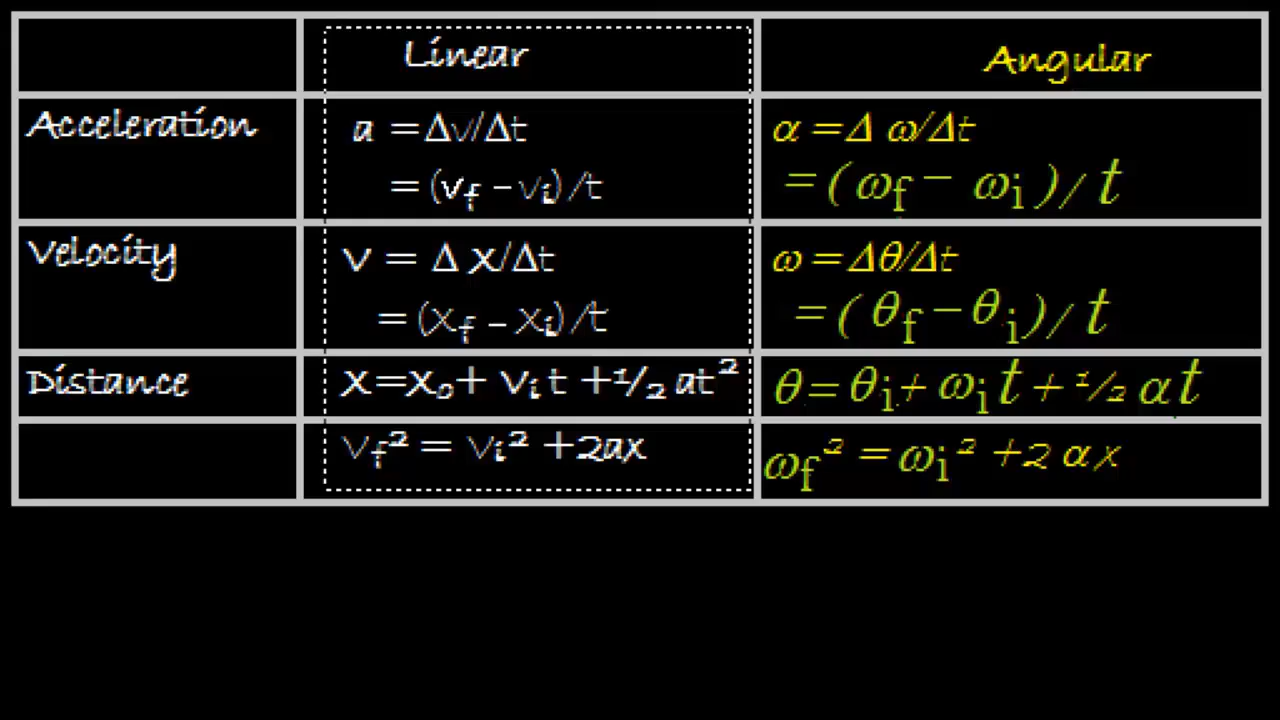 Linear Angular
Acceleration a =Δv/Δt α =Δ ω/Δt
= (vf – vi) /t = ( ωf – ωi ) / t
Velocity v = Δ x/Δt ω =Δθ/Δt
= (xf – xi) /t = ( θf – θi ) / t
Distance x=x₀+ vi t +½ at² θ= θi+ ωi t + ½ α t
vf² = vi² +2ax ωf² = ωi² +2 α x